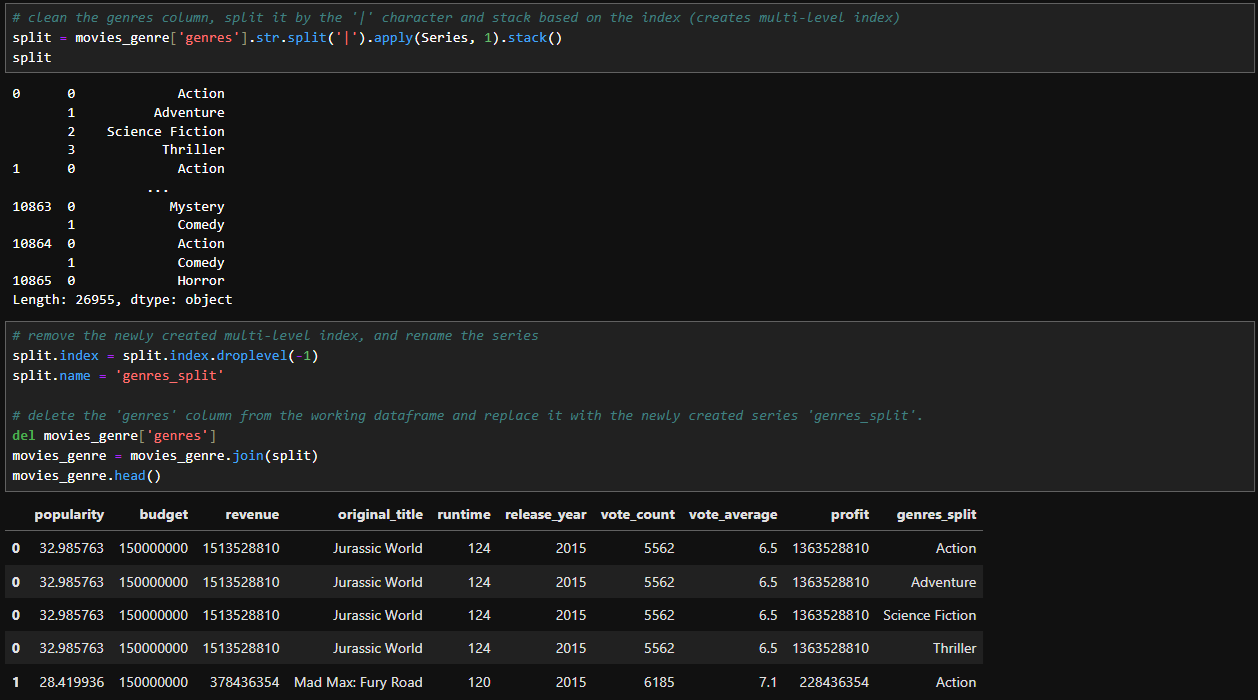 # clean the genres column, split it by the '|' character and stack based on the index (creates multi-level index)
split = movies_genre['genres'].str.split('|').apply(Series, 1).stack()
split
0      0             Action
       1          Adventure
       2    Science Fiction
       3           Thriller
1      0             Action
                 ...
10863  0            Mystery
       1             Comedy
10864  0             Action
       1             Comedy
10865  0             Horror
Length: 26955, dtype: object
# remove the newly created multi-level index, and rename the series
split.index = split.index.droplevel(-1)
split.name = 'genres_split'
# delete the 'genres' column from the working dataframe and replace it with the newly created series 'genres_split'.
del movies_genre['genres']
movies_genre = movies_genre.join(split)
movies_genre.head()
popularity budget revenue original_title runtime release_year vote_count vote_average profit genres_split
0 32.985763 150000000 1513528810 Jurassic World 124 2015 5562 6.5 1363528810 Action
0 32.985763 150000000 1513528810 Jurassic World 124 2015 5562 6.5 1363528810 Adventure
0 32.985763 150000000 1513528810 Jurassic World 124 2015 5562 6.5 1363528810 Science Fiction
0 32.985763 150000000 1513528810 Jurassic World 124 2015 5562 6.5 1363528810 Thriller
1 28.419936 150000000 378436354 Mad Max: Fury Road 120 2015 6185 7.1 228436354 Action